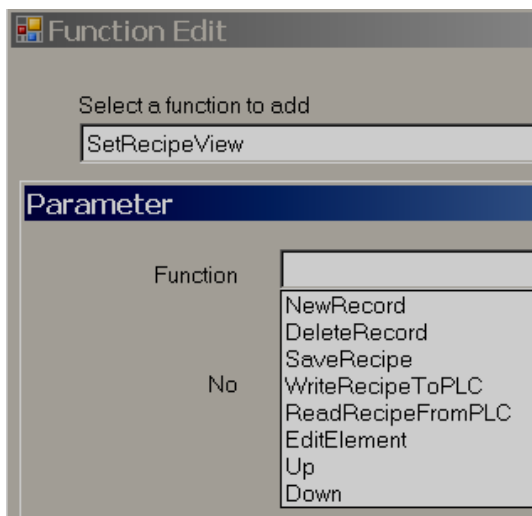 Function Edit
Select a function to add
SetRecipeView
Parameter
Function
NewRecord
DeleteRecord
SaveRecipe
No
WriteRecipeToPLC
ReadRecipeFromPLC
EditElement
Up
Down